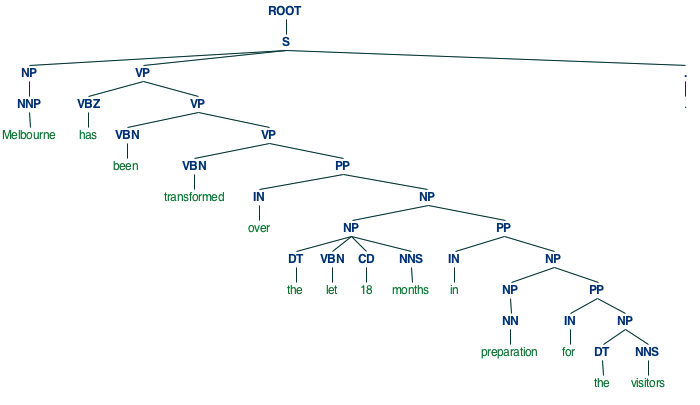 ROOT
S
NP VP .
NNP VBZ VP .
Melbourne has VBN VP
been VBN PP
transformed IN NP
over NP PP
DT VBN CD NNS IN NP
the let 18 months in NP PP
NN IN NP
preparation for DT NNS
the visitors